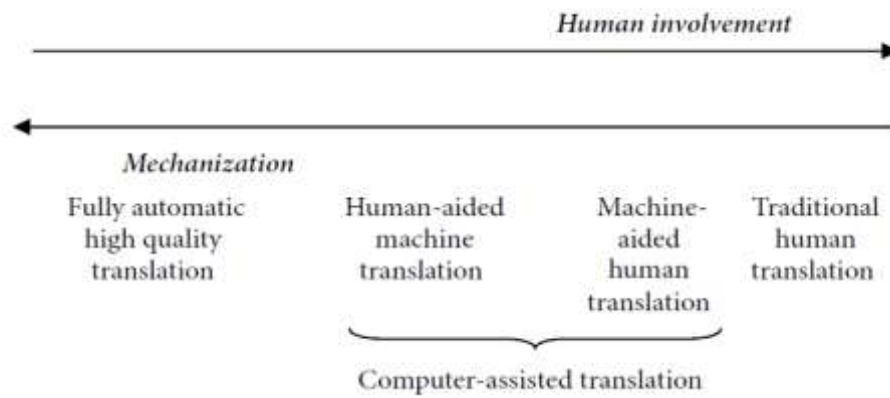 Human involvement
Mechanization
Fully automatic
high quality
translation
Human-aided
machine
translation
Machine-
aided
human
translation
Traditional
human
translation
Computer-assisted translation